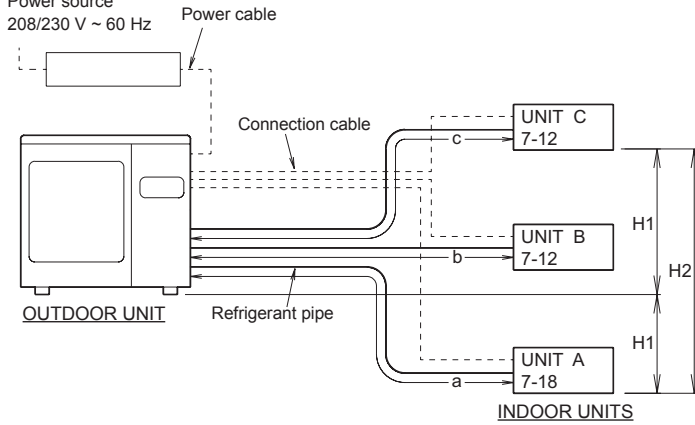 Power source
208/230 V ~ 60 Hz
Power cable
Connection cable
UNIT C
7-12
c
H1
UNIT B
7-12
b
H2
OUTDOOR UNIT
Refrigerant pipe
H1
UNIT A
7-18
a
INDOOR UNITS